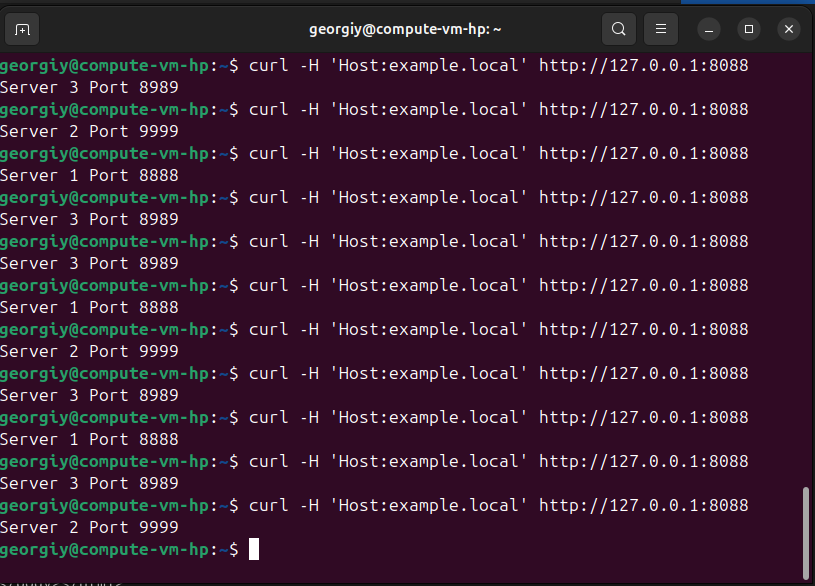 georgiy@compute-vm-hp: ~
georgiy@compute-vm-hp:~$ curl -H 'Host:example.local' http://127.0.0.1:8088
Server 3 Port 8989
georgiy@compute-vm-hp:~$ curl -H 'Host:example.local' http://127.0.0.1:8088
Server 2 Port 9999
georgiy@compute-vm-hp:~$ curl -H 'Host:example.local' http://127.0.0.1:8088
Server 1 Port 8888
georgiy@compute-vm-hp:~$ curl -H 'Host:example.local' http://127.0.0.1:8088
Server 3 Port 8989
georgiy@compute-vm-hp:~$ curl -H 'Host:example.local' http://127.0.0.1:8088
Server 3 Port 8989
georgiy@compute-vm-hp:~$ curl -H 'Host:example.local' http://127.0.0.1:8088
Server 1 Port 8888
georgiy@compute-vm-hp:~$ curl -H 'Host:example.local' http://127.0.0.1:8088
Server 2 Port 9999
georgiy@compute-vm-hp:~$ curl -H 'Host:example.local' http://127.0.0.1:8088
Server 3 Port 8989
georgiy@compute-vm-hp:~$ curl -H 'Host:example.local' http://127.0.0.1:8088
Server 1 Port 8888
georgiy@compute-vm-hp:~$ curl -H 'Host:example.local' http://127.0.0.1:8088
Server 3 Port 8989
georgiy@compute-vm-hp:~$ curl -H 'Host:example.local' http://127.0.0.1:8088
Server 2 Port 9999
georgiy@compute-vm-hp:~$